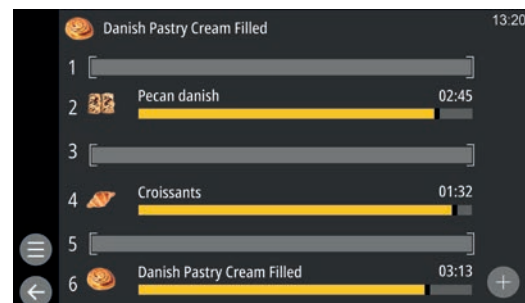 Danish Pastry Cream Filled 13:20
1
2 Pecan danish 02:45
3
4 Croissants 01:32
5
6 Danish Pastry Cream Filled 03:13